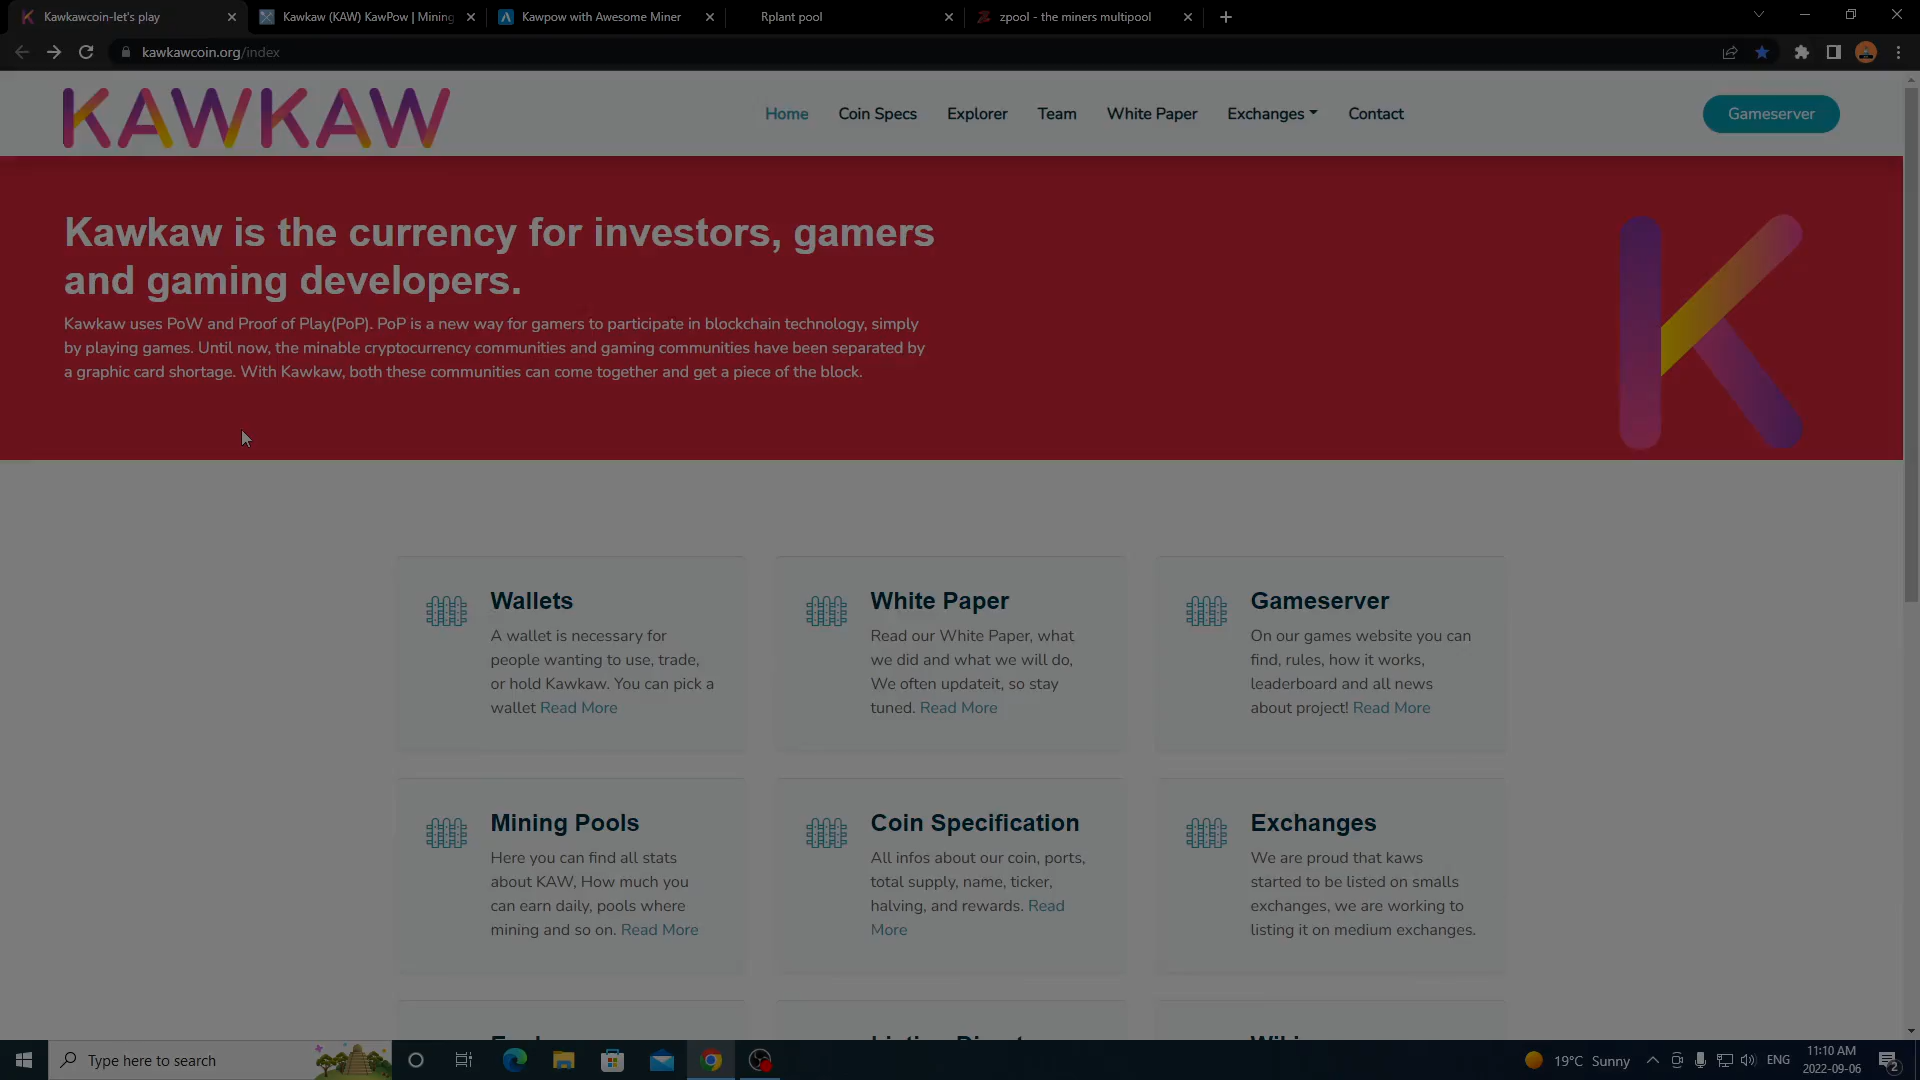 Kawkawcoin-let's play
Kawkaw (KAW) KawPow | Mining
Kawpow with Awesome Miner
Rplant pool
zpool - the miners multipool
kawkawcoin.org/index
KAWKAW
Home
Coin Specs
Explorer
Team
White Paper
Exchanges
Contact
Gameserver
Kawkaw is the currency for investors, gamers
and gaming developers.
Kawkaw uses PoW and Proof of Play(PoP). PoP is a new way for gamers to participate in blockchain technology, simply
by playing games. Until now, the minable cryptocurrency communities and gaming communities have been separated by
a graphic card shortage. With Kawkaw, both these communities can come together and get a piece of the block.
K
Wallets
A wallet is necessary for
people wanting to use, trade,
or hold Kawkaw. You can pick a
wallet Read More
White Paper
Read our White Paper, what
we did and what we will do,
We often updateit, so stay
tuned. Read More
Gameserver
On our games website you can
find, rules, how it works,
leaderboard and all news
about project! Read More
Mining Pools
Here you can find all stats
about KAW, How much you
can earn daily, pools where
mining and so on. Read More
Coin Specification
All infos about our coin, ports,
total supply, name, ticker,
halving, and rewards. Read
More
Exchanges
We are proud that kaws
started to be listed on smalls
exchanges, we are working to
listing it on medium exchanges.
Type here to search
19°C Sunny
ENG
11:10 AM
2022-09-06
2